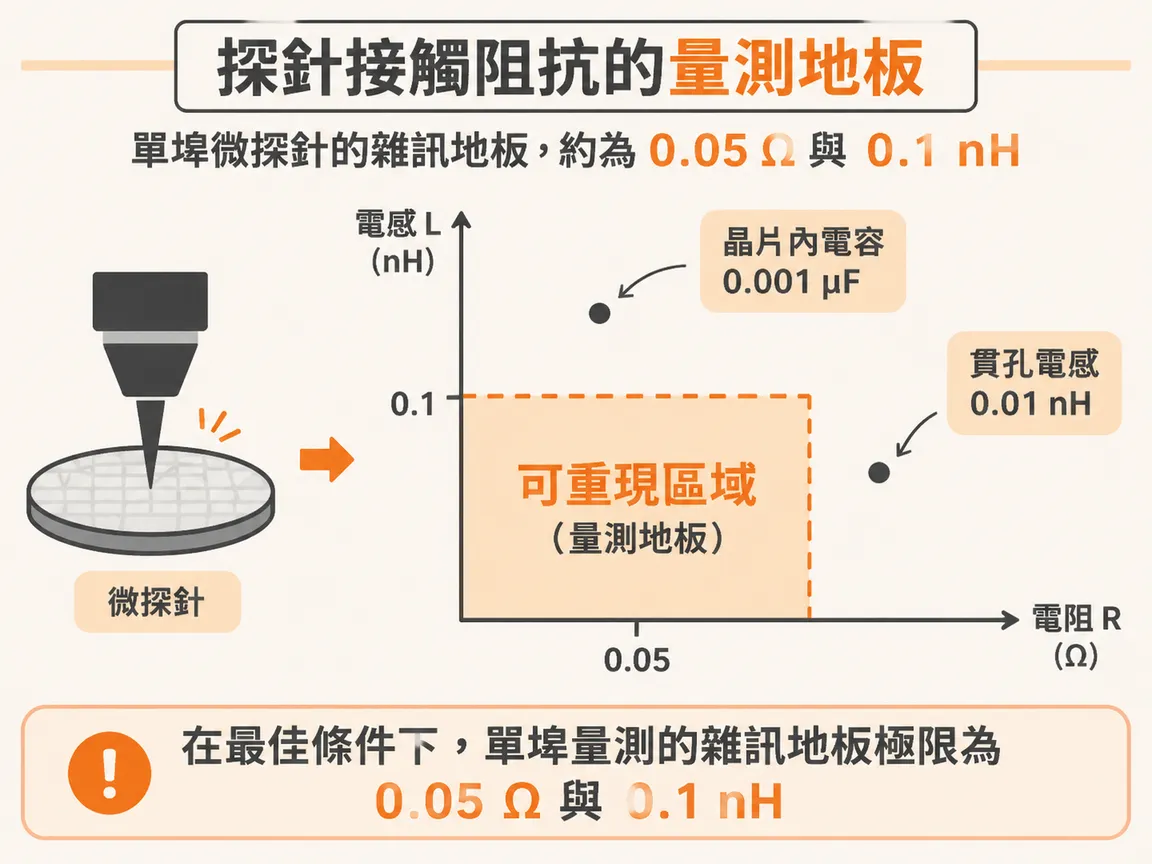 探針接觸阻抗的量測地板
單埠微探針的雜訊地板，約為 0.05 Ω 與 0.1 nH
電感 L
(nH)
晶片內電容
0.001 μF
貫孔電感
0.01 nH
0.1
可重現區域
（量測地板）
微探針
0.05
電阻 R
(Ω)
!
在最佳條件下，單埠量測的雜訊地板極限為
0.05 Ω 與 0.1 nH